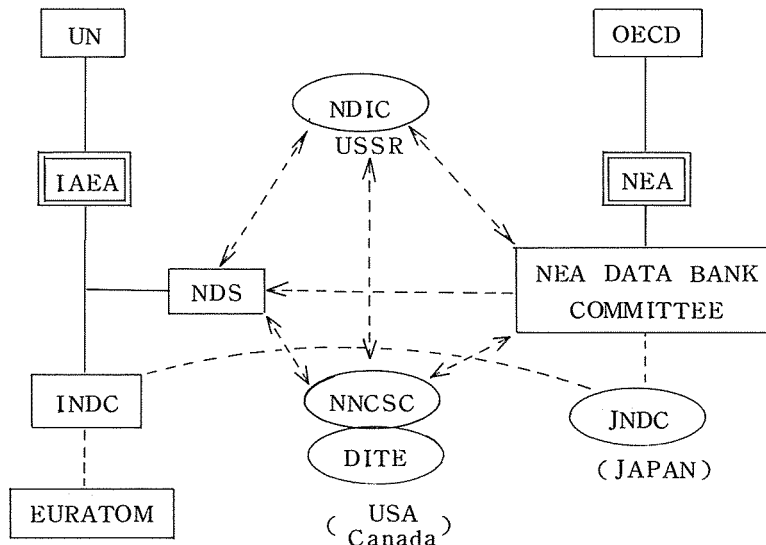 UN
OECD
NDIC
USSR
IAEA
NEA
NDS
NEA DATA BANK
COMMITTEE
INDC
NNCSC
JNDC
DITE
(JAPAN)
EURATOM
( USA
Canada )